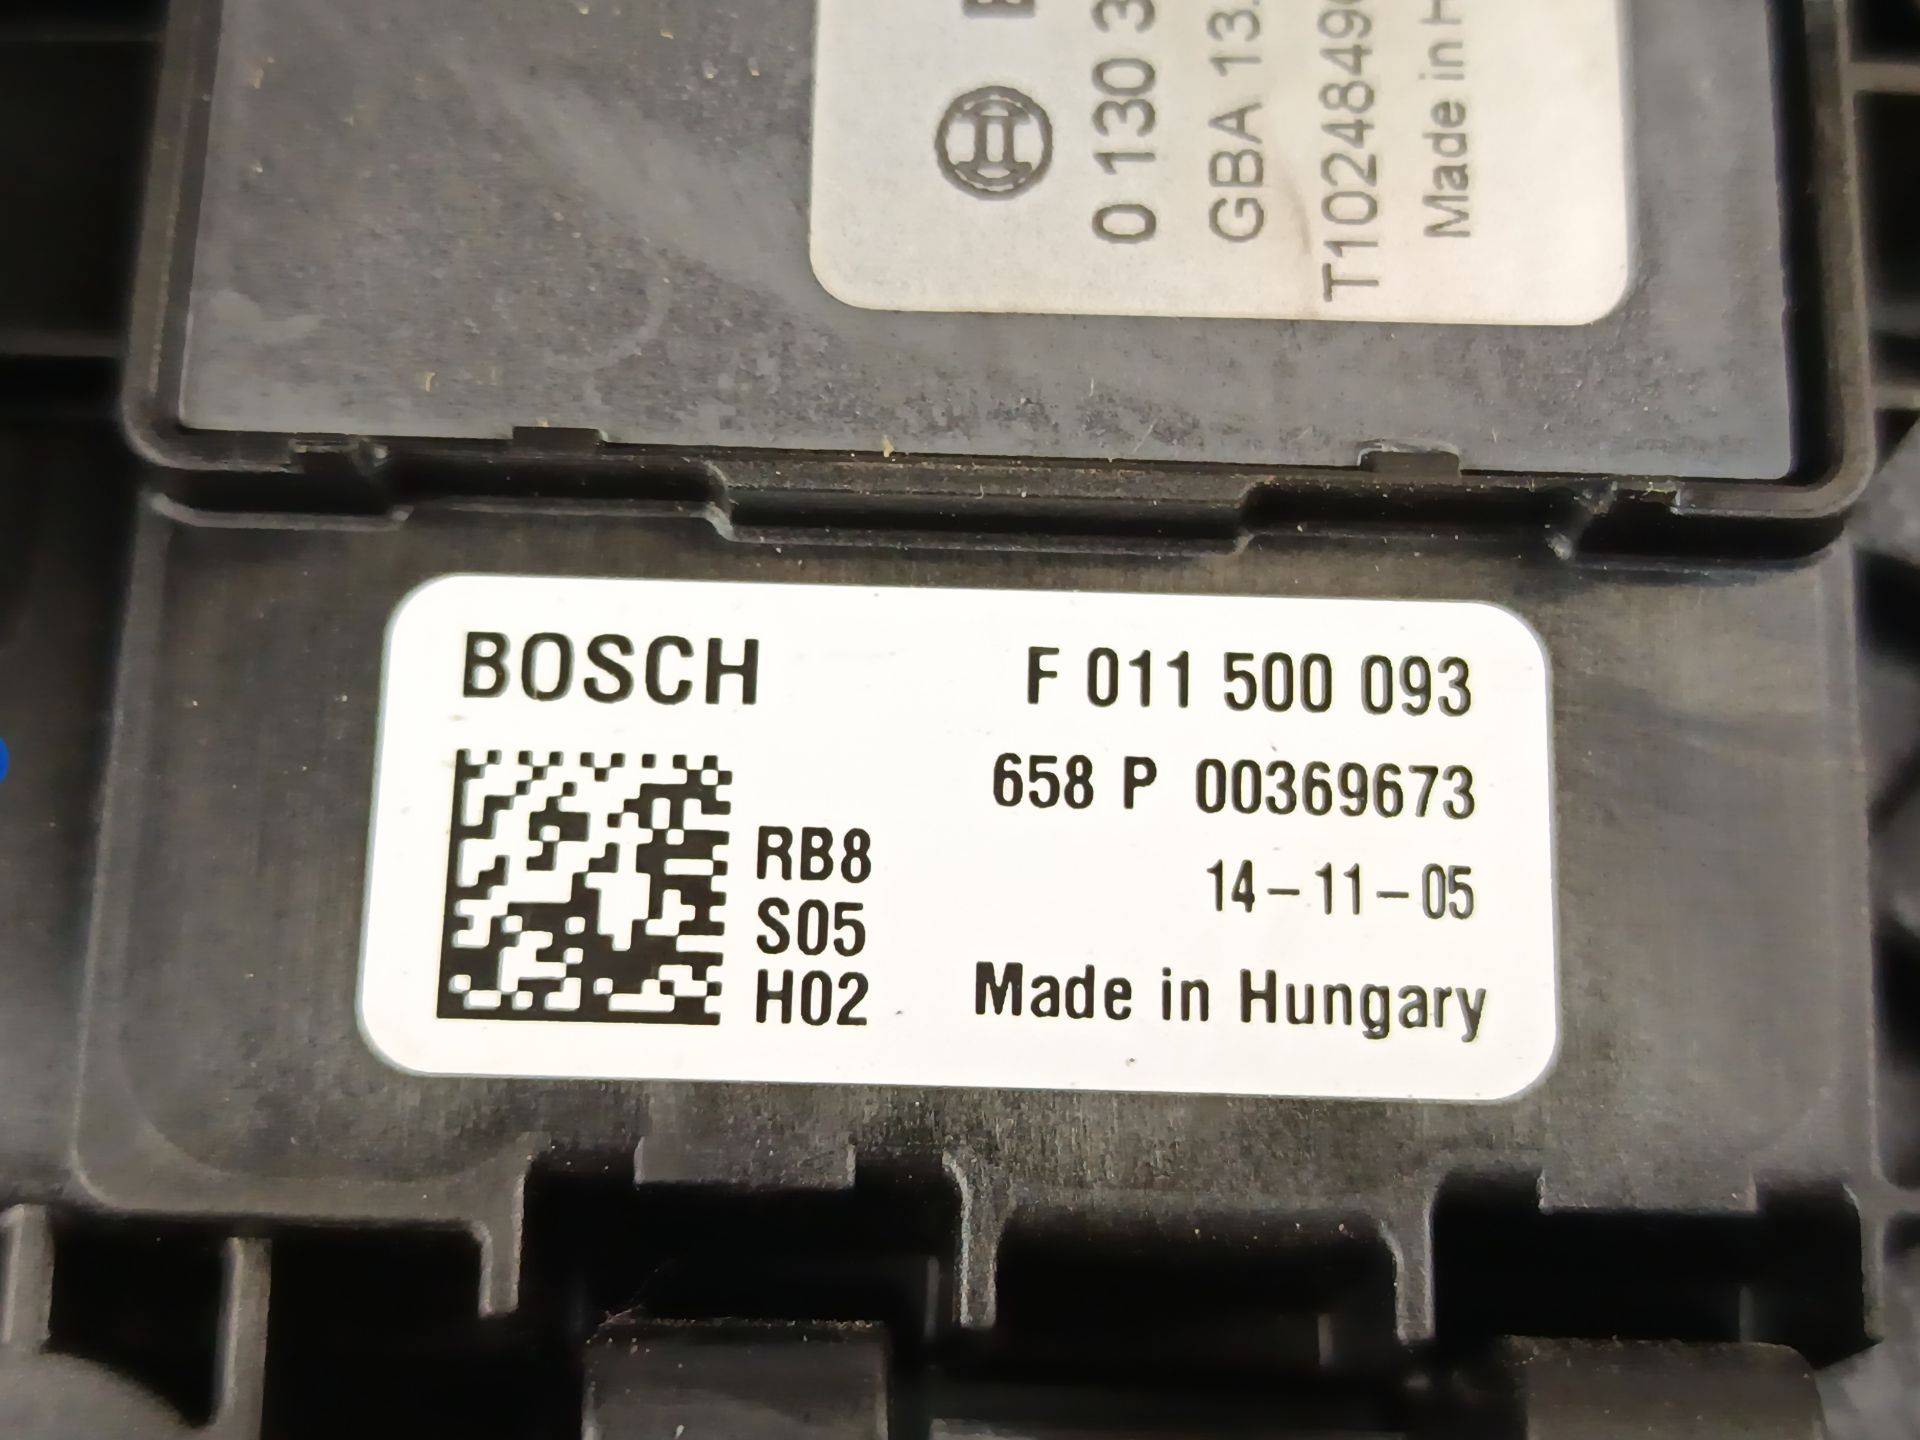 0 130 3
GBA 13.
T1024849
Made in H
BOSCH
F 011 500 093
658 P 00369673
RB8
14-11-05
S05
H02
Made in Hungary